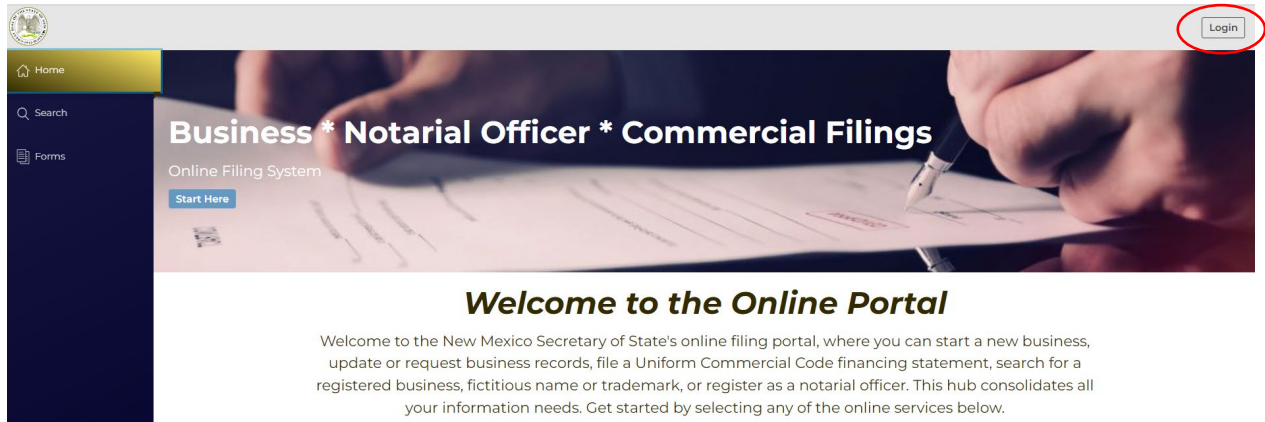 Login
Home
Search
Forms
Business * Notarial Officer * Commercial Filings
Online Filing System
Start Here
Welcome to the Online Portal
Welcome to the New Mexico Secretary of State's online filing portal, where you can start a new business,
update or request business records, file a Uniform Commercial Code financing statement, search for a
registered business, fictitious name or trademark, or register as a notarial officer. This hub consolidates all
your information needs. Get started by selecting any of the online services below.